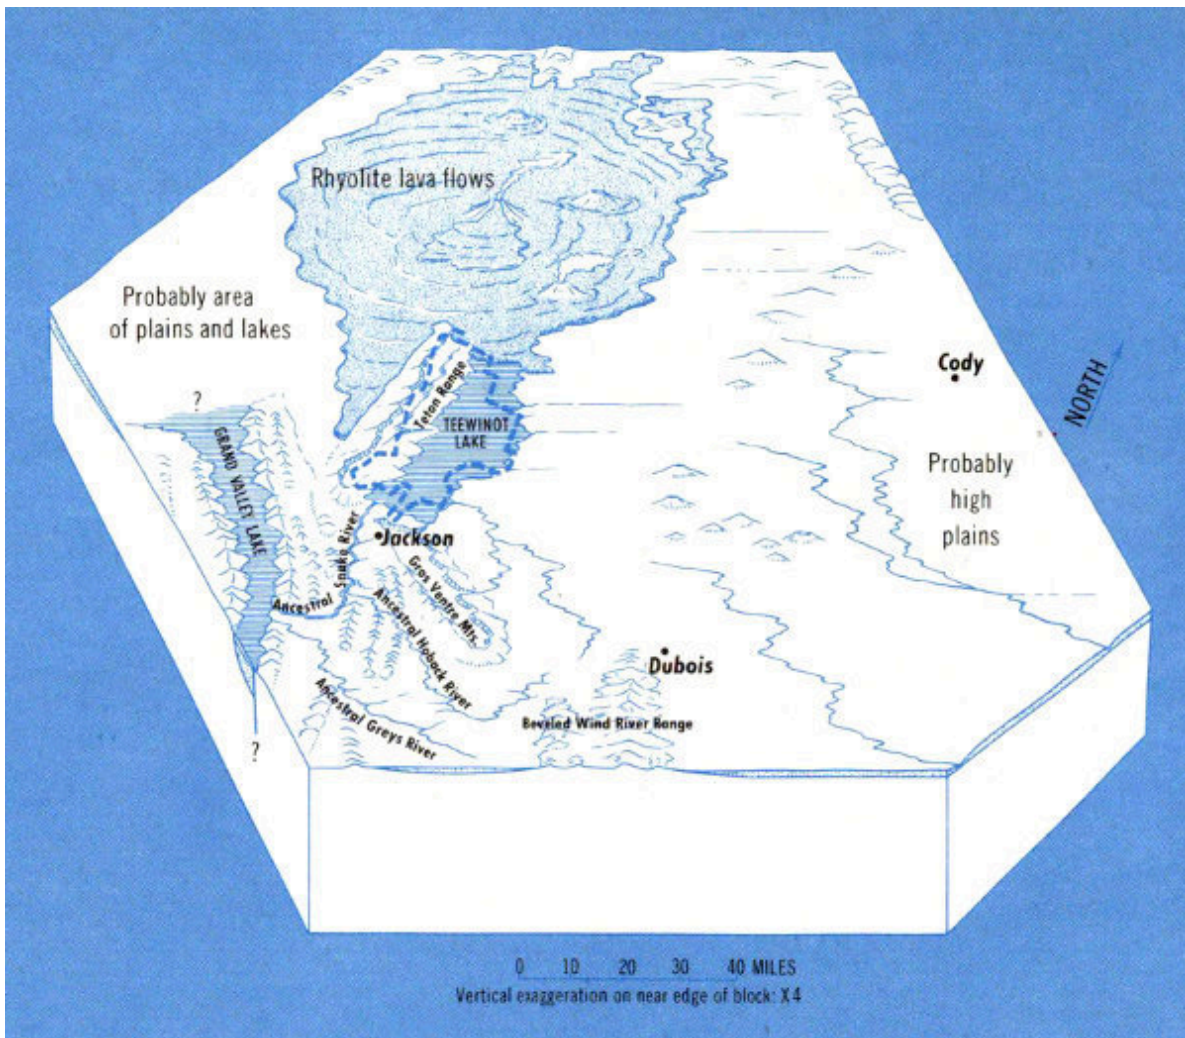 Rhyolite lava flows
Probably area
of plains and lakes
?
GRAND VALLEY LAKE
Teton Range
TEEWINOT
LAKE
Cody
NORTH
Probably
high
plains
Jackson
Ancestral Snake River
Gros Ventre Mts.
Ancestral Hoback River
Dubois
Ancestral Greys River
Beveled Wind River Range
?
0 10 20 30 40 MILES
Vertical exaggeration on near edge of block: X4